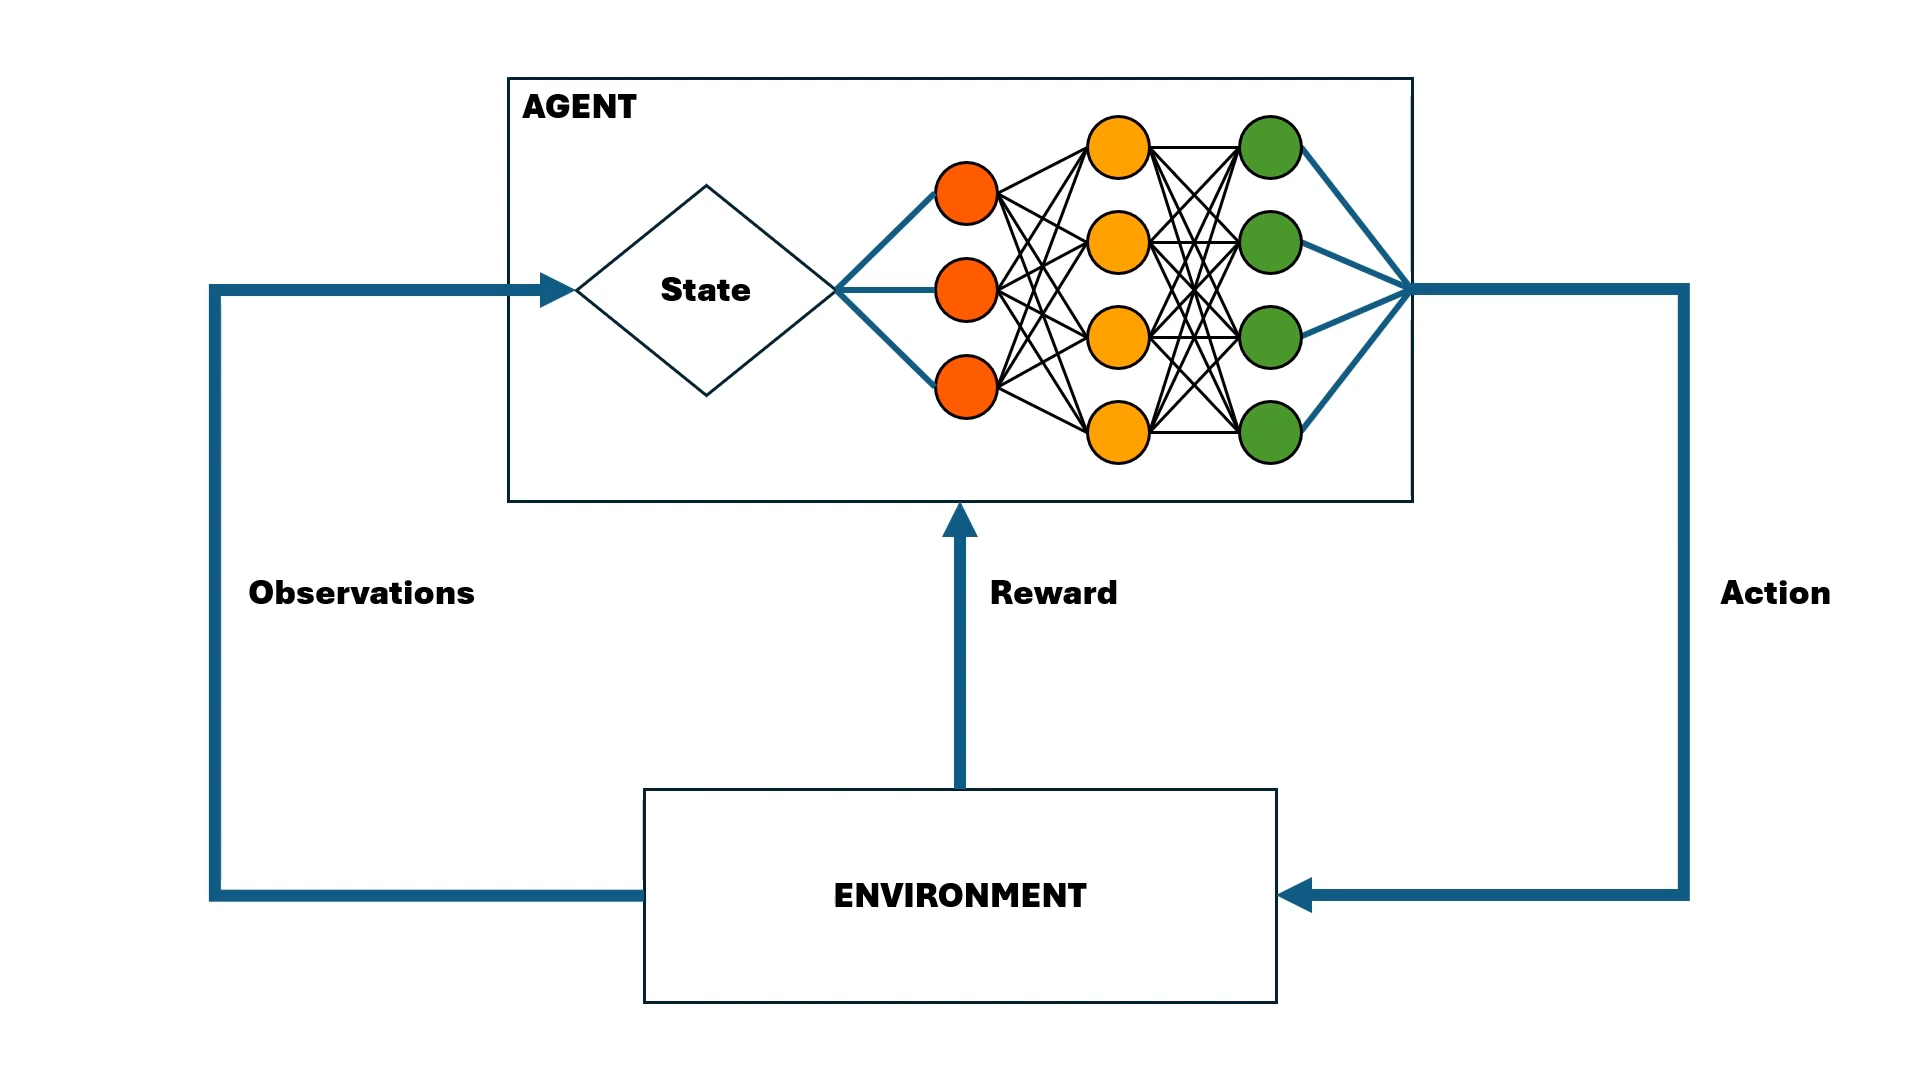 AGENT
State
Observations
Reward
Action
ENVIRONMENT